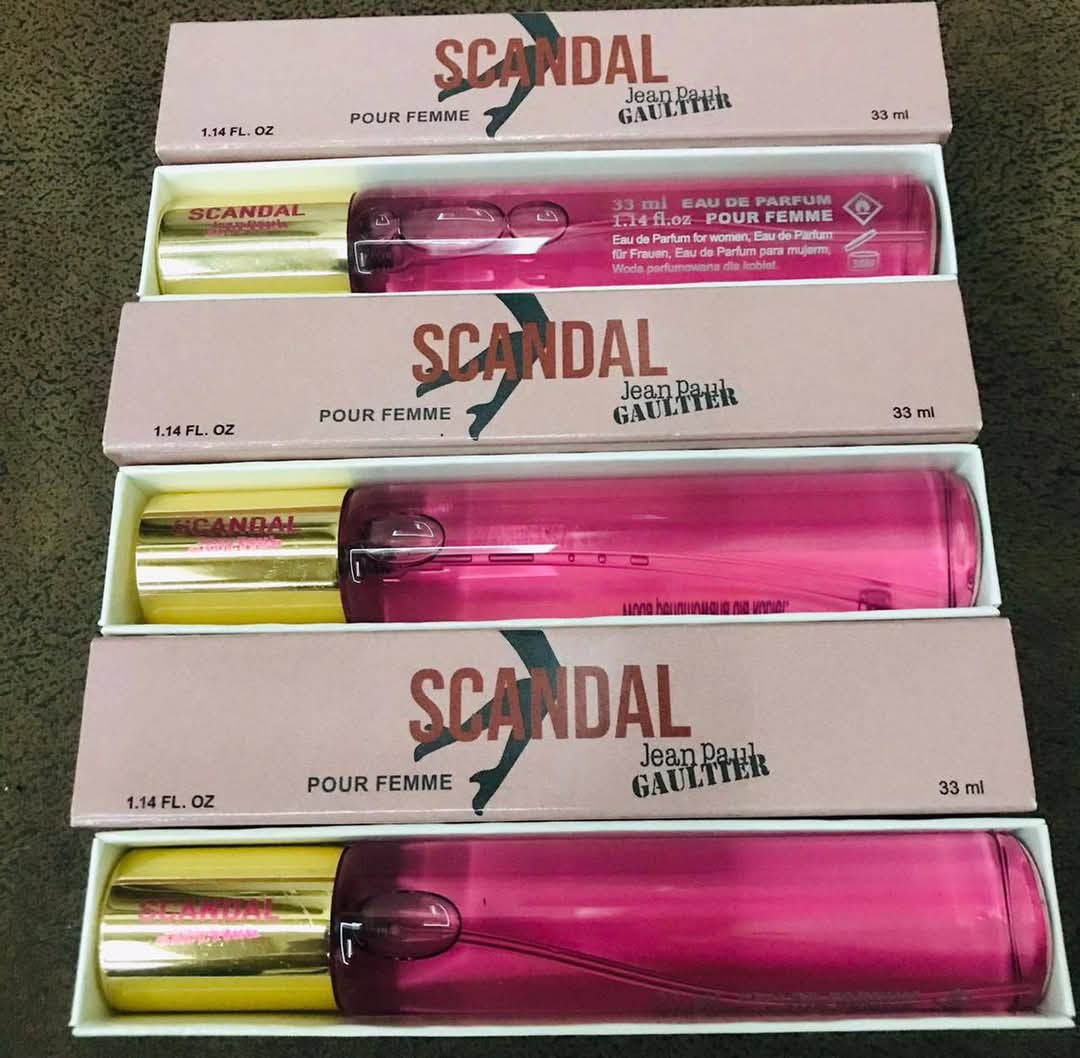 SCANDAL
Jean Paul
GAULTIER
POUR FEMME
1.14 FL. OZ
33 ml
SCANDAL
33 ml EAU DE PARFUM
1.14 fl.oz POUR FEMME
Eau de Parfum for women, Eau de Parfum
für Frauen, Eau de Parfum para mujerm,
Woda perfumowana dla kobiet.
SCANDAL
Jean Paul
GAULTIER
POUR FEMME
1.14 FL. OZ
33 ml
SCANDAL
SCANDAL
Jean Paul
GAULTIER
POUR FEMME
1.14 FL. OZ
33 ml
SCANDAL